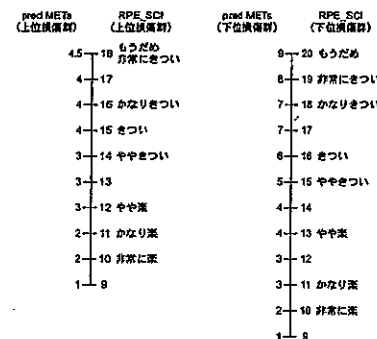 pred METs
(上位損傷群)
RPE_SCI
(上位損傷群)
4.5 18 もうだめ
非常にきつい
4 17
4 16 かなりきつい
4 15 きつい
3 14 ややきつい
3 13
3 12 やや楽
2 11 かなり楽
2 10 非常に楽
1 9
pred METs
(下位損傷群)
RPE_SCI
(下位損傷群)
9 20 もうだめ
8 19 非常にきつい
7 18 かなりきつい
7 17
6 16 きつい
5 15 ややきつい
4 14
4 13 やや楽
3 12
3 11 かなり楽
2 10 非常に楽
1 9